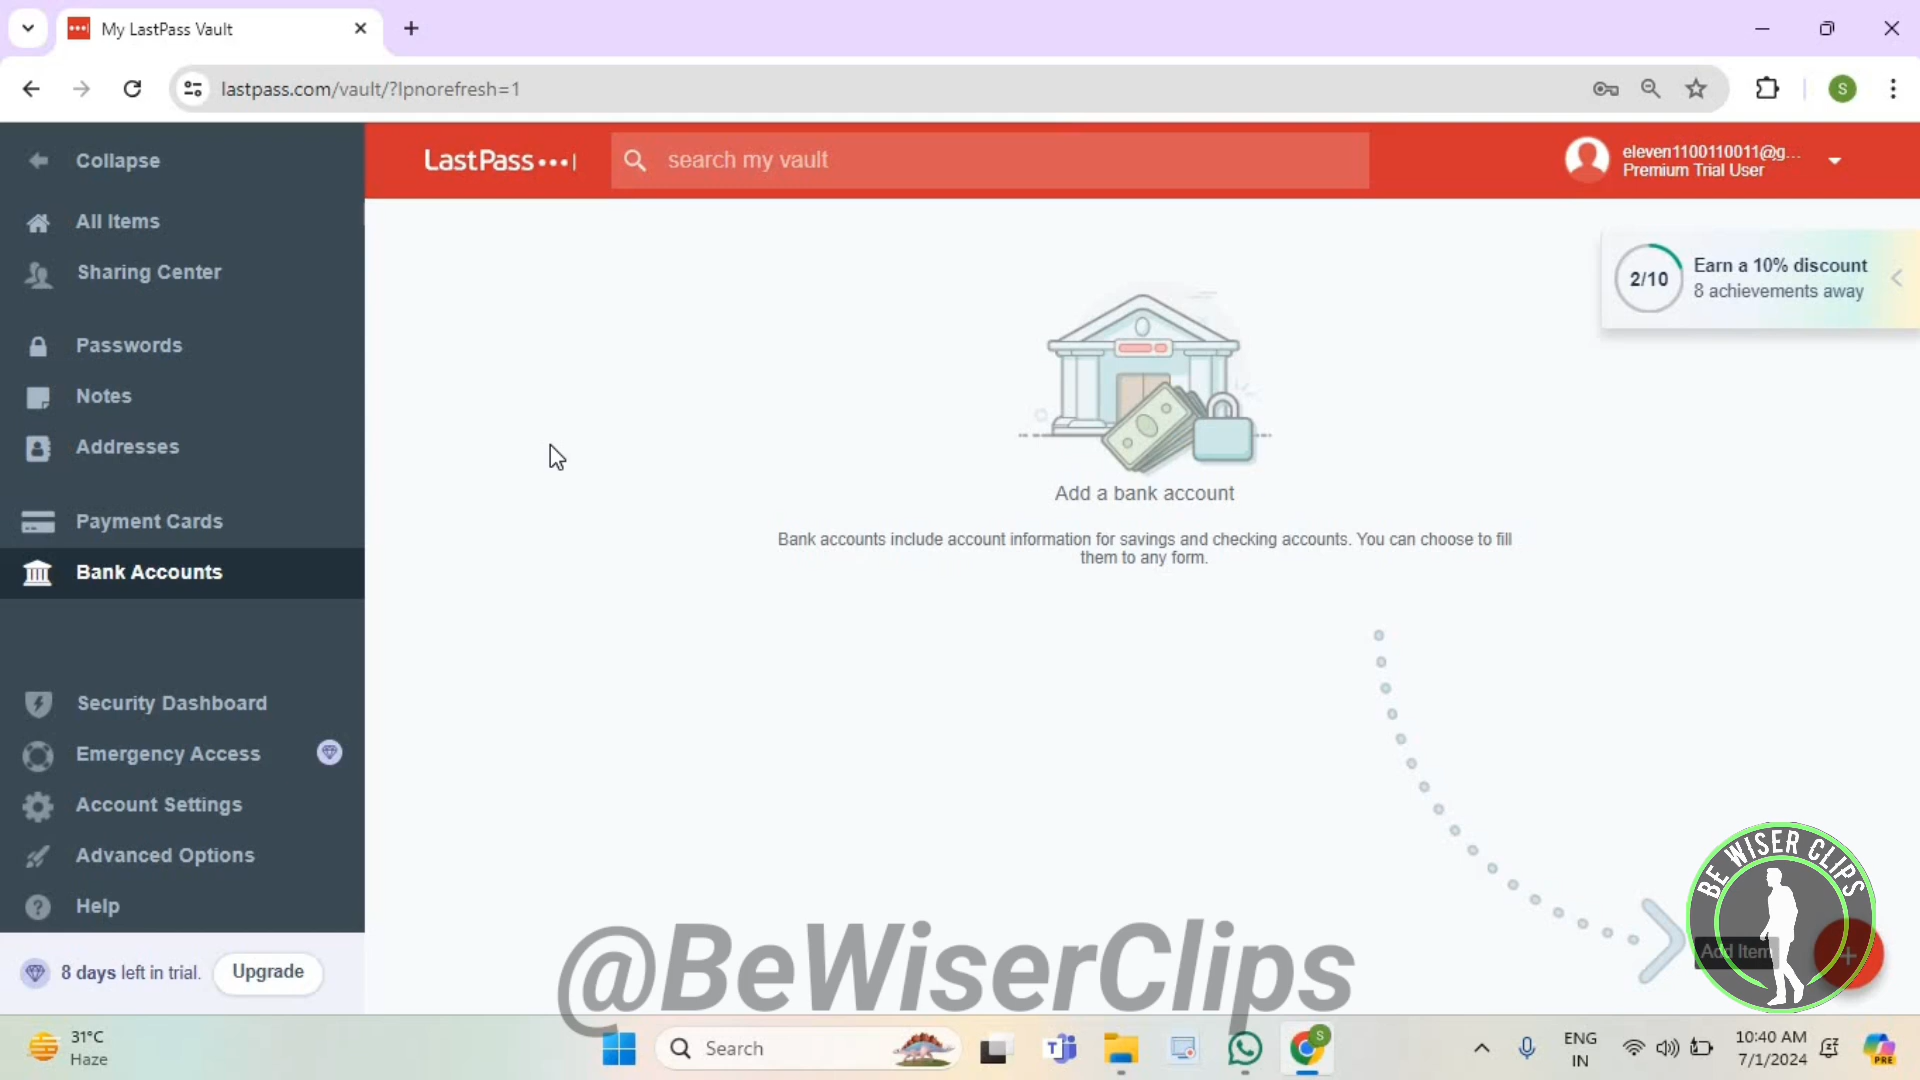 My LastPass Vault
lastpass.com/vault/?lpnorefresh=1
S
Collapse
All Items
Sharing Center
Passwords
Notes
Addresses
Payment Cards
Bank Accounts
Security Dashboard
Emergency Access
Account Settings
Advanced Options
Help
8 days left in trial.
Upgrade
LastPass
search my vault
eleven1100110011@g...
Premium Trial User
2/10
Earn a 10% discount
8 achievements away
Add a bank account
Bank accounts include account information for savings and checking accounts. You can choose to fill
them to any form.
Add Item
BE WISER CLIPS
@BeWiserClips
31°C
Haze
Search
S
ENG
IN
10:40 AM
7/1/2024
PRE